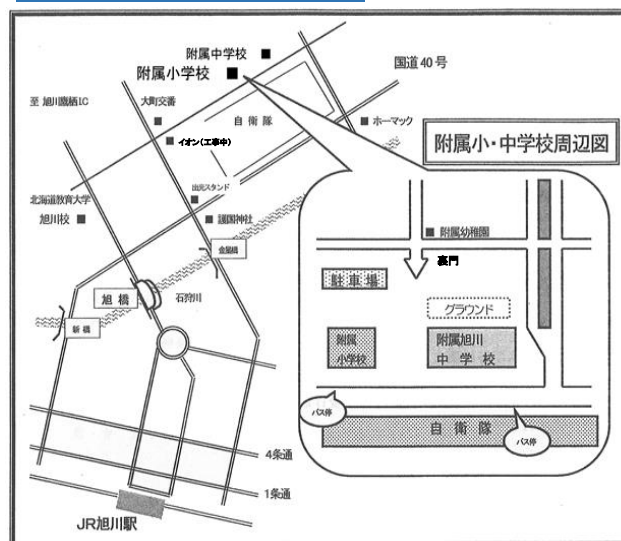 附属中学校
附属小学校
国道40号
至 旭川鷹栖I.C
大町交番
自衛隊
ホーマック
イオン(工事中)
附属小・中学校周辺図
出光スタンド
北海道教育大学
旭川校
護国神社
金星橋
旭橋
石狩川
新橋
附属幼稚園
裏門
駐車場
グラウンド
附属
小学校
附属旭川
中学校
バス停
自衛隊
バス停
4条通
1条通
JR旭川駅